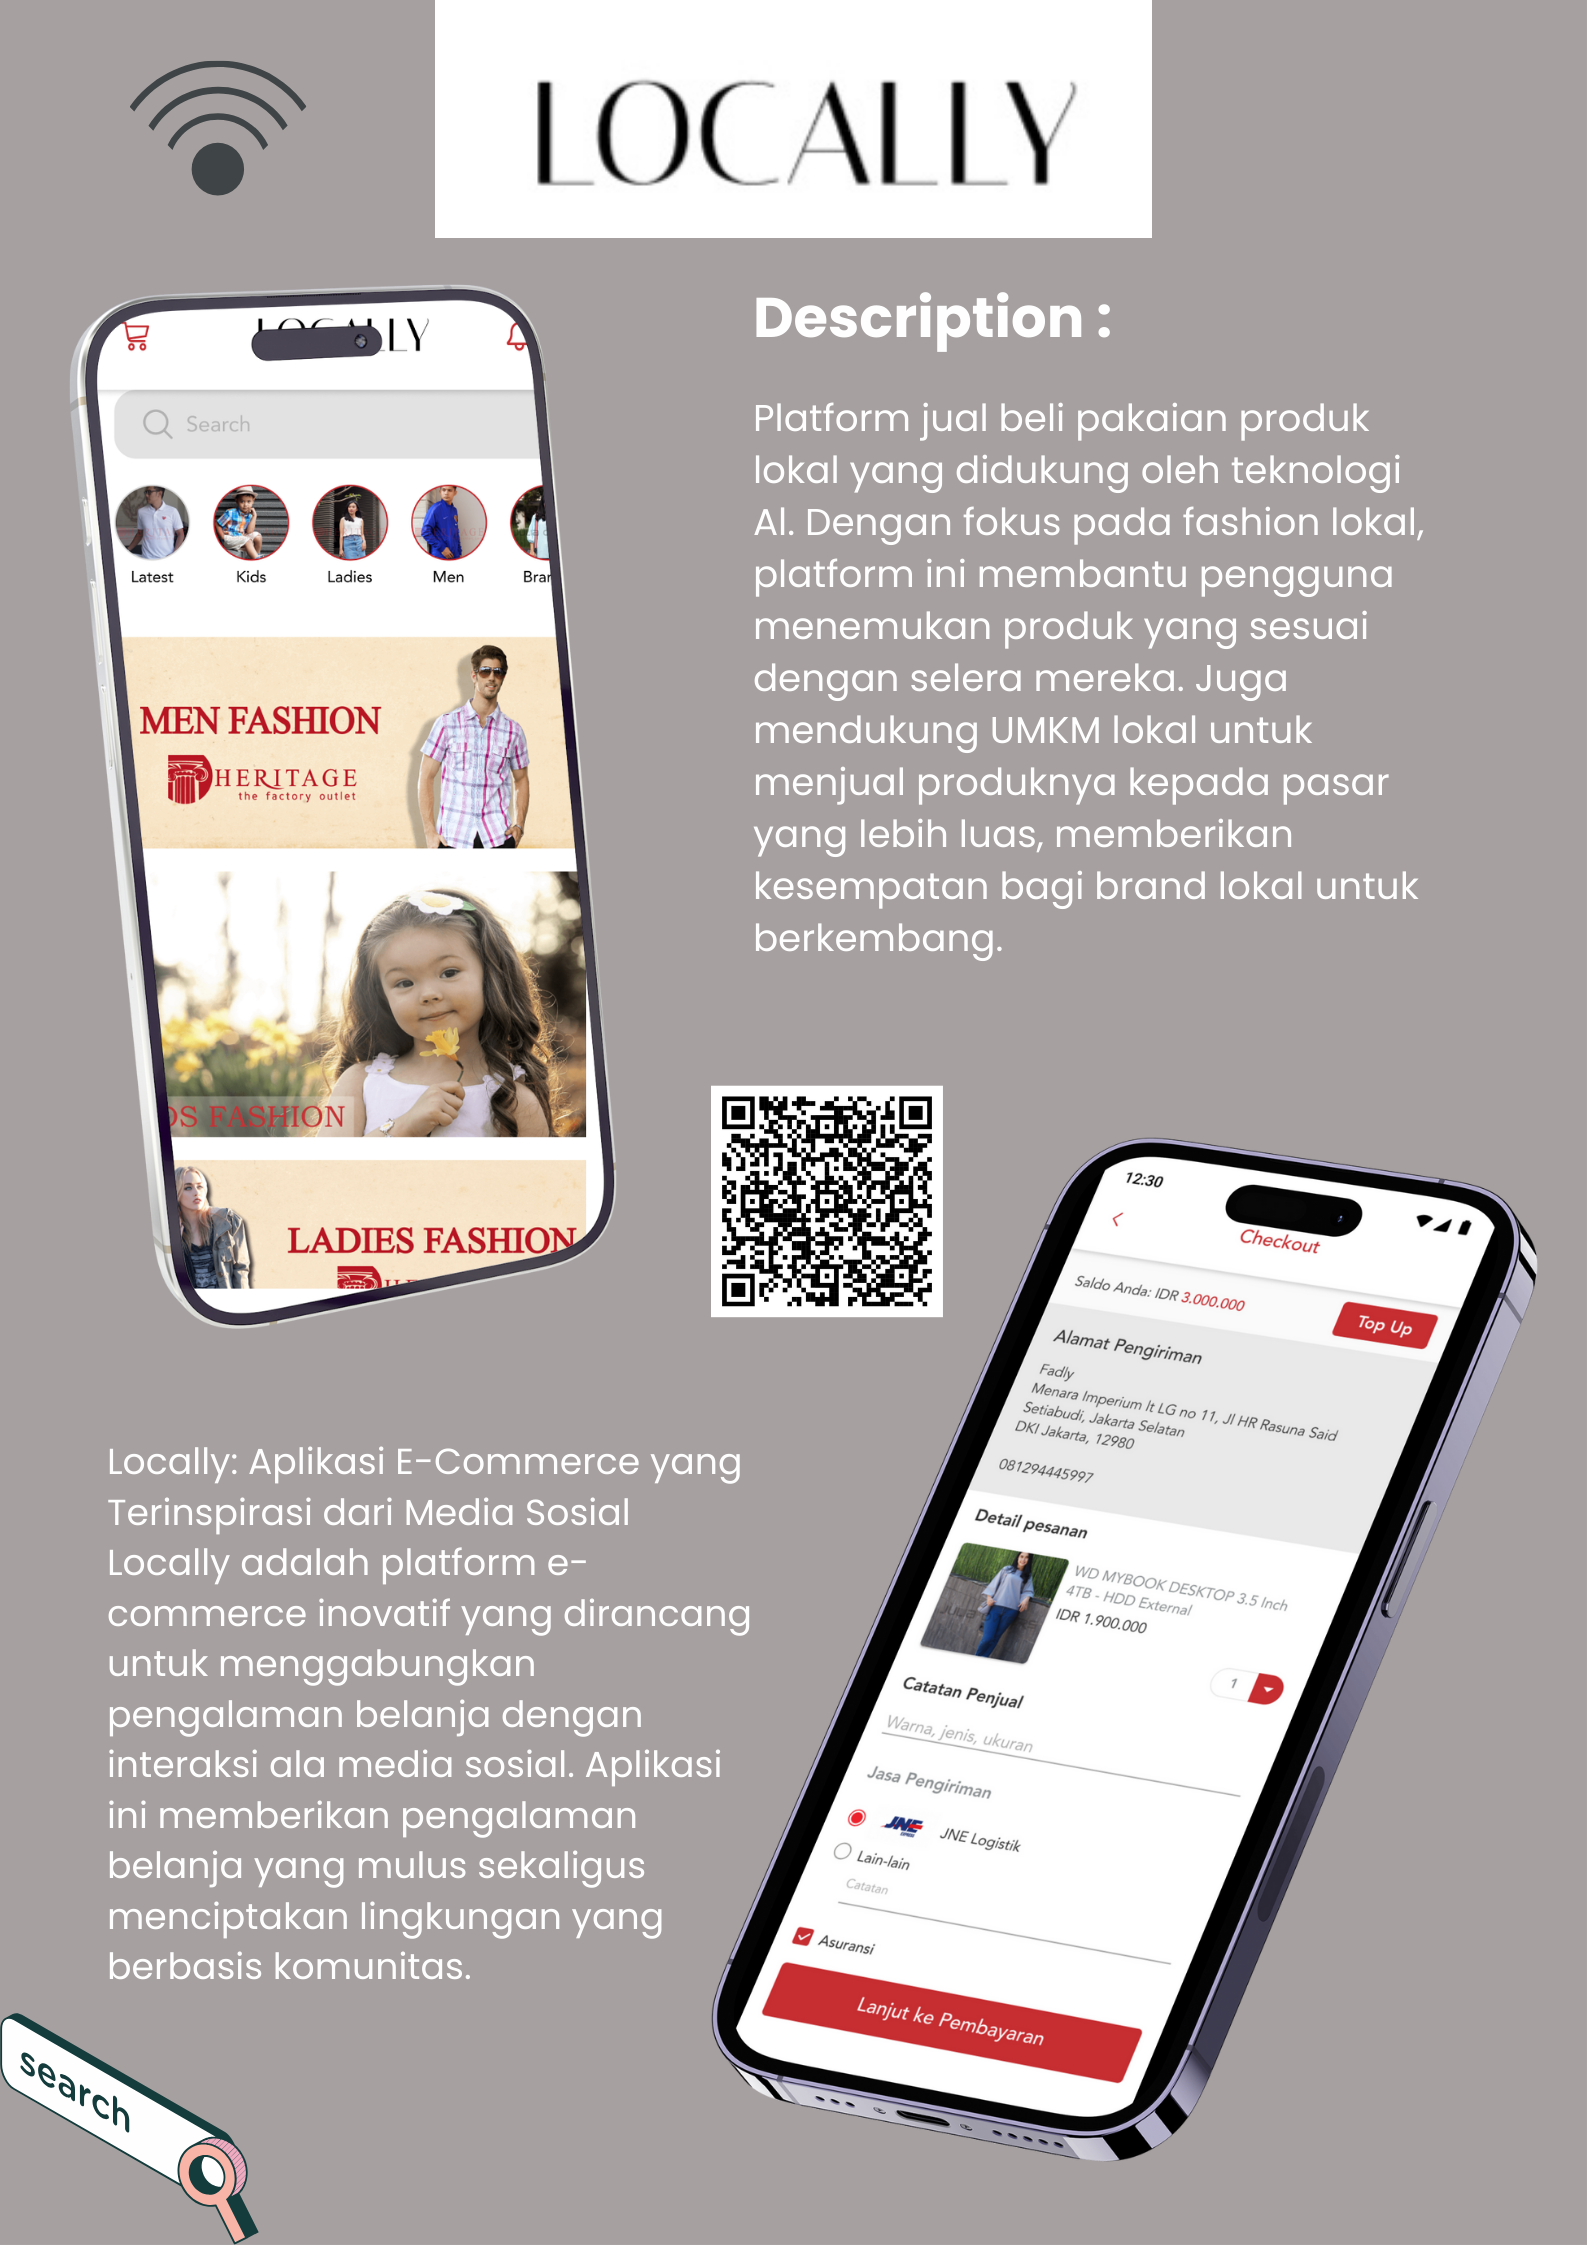 LOCALLY
Description :
Platform jual beli pakaian produk
lokal yang didukung oleh teknologi
AI. Dengan fokus pada fashion lokal,
platform ini membantu pengguna
menemukan produk yang sesuai
dengan selera mereka. Juga
mendukung UMKM lokal untuk
menjual produknya kepada pasar
yang lebih luas, memberikan
kesempatan bagi brand lokal untuk
berkembang.
Search
Latest Kids Ladies Men
MEN FASHION
HERITAGE
the factory outlet
FASHION
LADIES FASHION
12:30
Checkout
Saldo Anda: IDR 3.000.000
Top Up
Alamat Pengiriman
Fadly
Menara Imperium lt LG no 11, Jl HR Rasuna Said
Setiabudi, Jakarta Selatan
DKI Jakarta, 12980
081294445997
Detail pesanan
WD MYBOOK DESKTOP 3.5 Inch
4TB - HDD External
IDR 1.900.000
1
Catatan Penjual
Warna, jenis, ukuran
Jasa Pengiriman
JNE
EXPRESS
JNE Logistik
Lain-lain
Catatan
Asuransi
Lanjut ke Pembayaran
Locally: Aplikasi E-Commerce yang
Terinspirasi dari Media Sosial
Locally adalah platform e-
commerce inovatif yang dirancang
untuk menggabungkan
pengalaman belanja dengan
interaksi ala media sosial. Aplikasi
ini memberikan pengalaman
belanja yang mulus sekaligus
menciptakan lingkungan yang
berbasis komunitas.
search